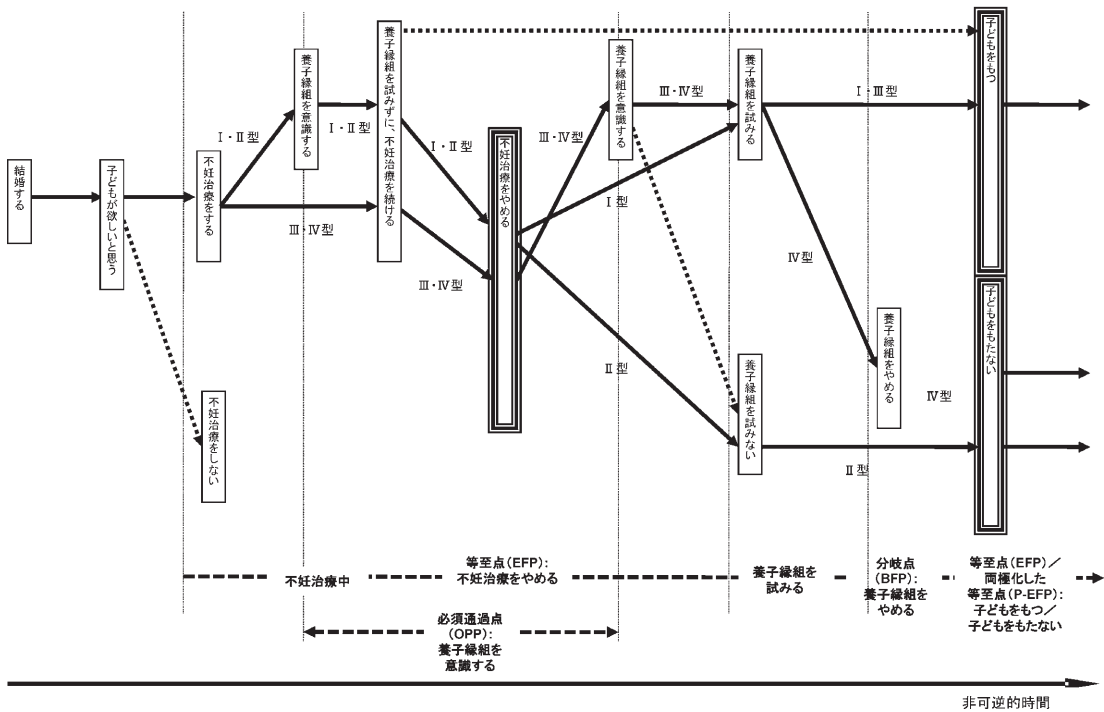 結婚する
子どもが欲しいと思う
不妊治療をする
不妊治療をしない
Ⅰ・Ⅱ型
Ⅲ・Ⅳ型
養子縁組を意識する
Ⅰ・Ⅱ型
養子縁組を試みずに、不妊治療を続ける
Ⅰ・Ⅱ型
Ⅲ・Ⅳ型
不妊治療をやめる
Ⅲ・Ⅳ型
Ⅰ型
Ⅱ型
養子縁組を意識する
Ⅲ・Ⅳ型
養子縁組を試みる
養子縁組を試みない
Ⅰ・Ⅲ型
Ⅳ型
Ⅱ型
養子縁組をやめる
Ⅳ型
子どもをもつ
子どもをもたない
不妊治療中
等至点(EFP):
不妊治療をやめる
養子縁組を
試みる
分岐点
(BFP):
養子縁組を
やめる
等至点(EFP)/
両極化した
等至点(P-EFP):
子どもをもつ/
子どもをもたない
必須通過点
(OPP):
養子縁組を
意識する
非可逆的時間